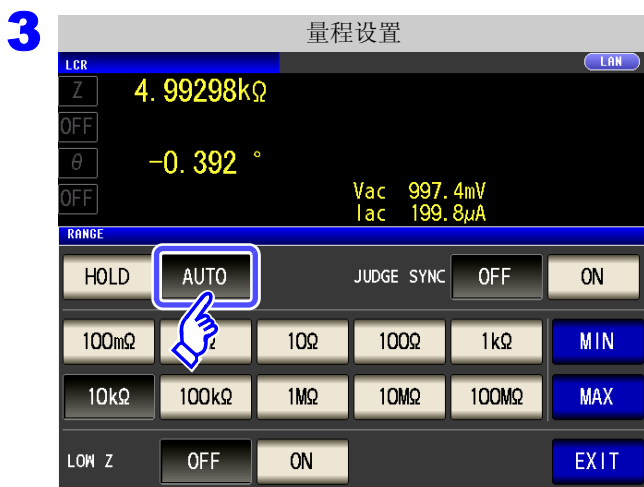 3
量程设置
LCR
LAN
Z 4.99298kΩ
OFF
θ -0.392 °
OFF
Vac 997.4mV
Iac 199.8μA
RANGE
HOLD AUTO JUDGE SYNC OFF ON
100mΩ 10Ω 100Ω 1kΩ MIN
10kΩ 100kΩ 1MΩ 10MΩ 100MΩ MAX
LOW Z OFF ON EXIT